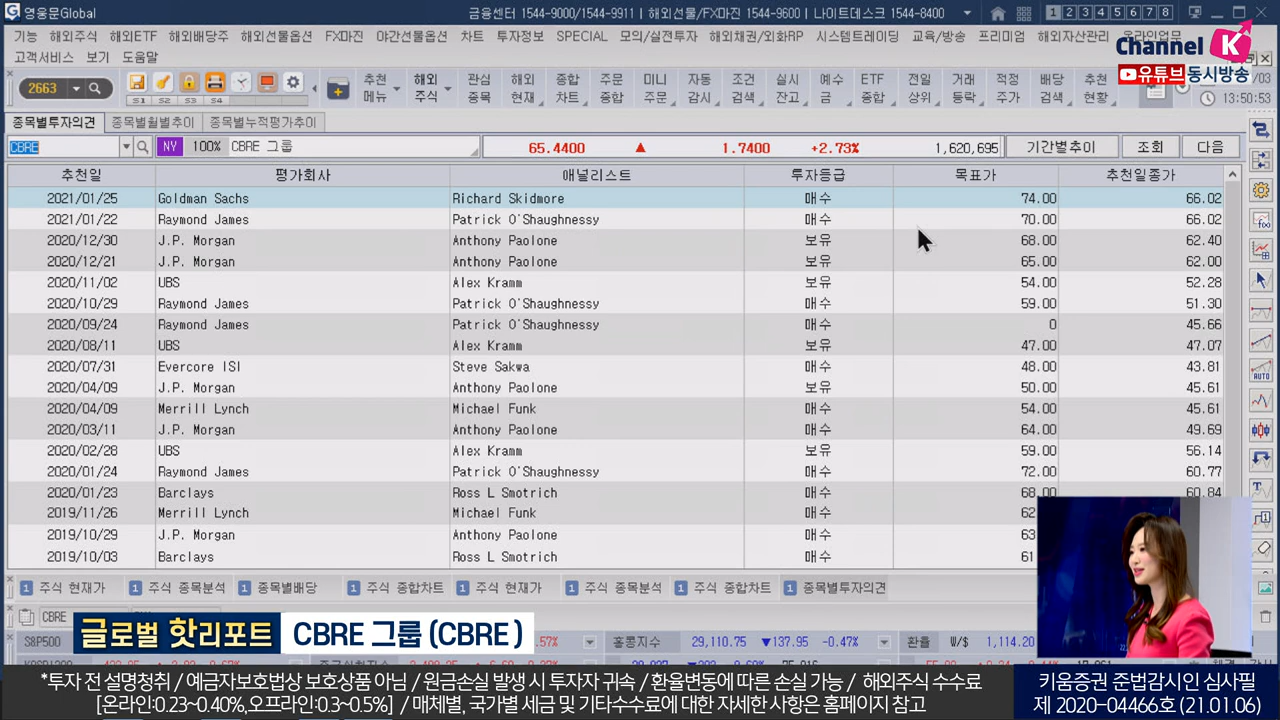 영웅문Global
금융센터 1544-9000/1544-9911 | 해외선물/FX마진 1544-9600 | 나이트데스크 1544-8400
1 2 3 4 5 6 7 8
기능 해외주식 해외ETF 해외배당주 해외선물옵션 FX마진 야간선물옵션 차트 투자정보 SPECIAL 모의/실전투자 해외채권/외화RP 시스템트레이딩 교육/방송 프리미엄 해외자산관리 온라인업무
고객서비스 보기 도움말
Channel K
유튜브 동시방송
2663
S1 S2 S3 S4
추천 메뉴
해외 주식
관심 종목
해외 현재
종합 차트
주문 종합
미니 주문
자동 감시
조건 검색
실시 잔고
예수 금
ETF 종합
전일 상위
거래 등락
적정 주가
배당 검색
추천 현황
13:50:53
종목별투자의견 종목별월별추이 종목별누적평가추이
CBRE NY 100% CBRE 그룹 65.4400 ▲ 1.7400 +2.73% 1,620,695 기간별추이 조회 다음
추천일 평가회사 애널리스트 투자등급 목표가 추천일종가
2021/01/25 Goldman Sachs Richard Skidmore 매수 74.00 66.02
2021/01/22 Raymond James Patrick O'Shaughnessy 매수 70.00 66.02
2020/12/30 J.P. Morgan Anthony Paolone 보유 68.00 62.40
2020/12/21 J.P. Morgan Anthony Paolone 보유 65.00 62.00
2020/11/02 UBS Alex Kramm 보유 54.00 52.28
2020/10/29 Raymond James Patrick O'Shaughnessy 매수 59.00 51.30
2020/09/24 Raymond James Patrick O'Shaughnessy 매수 0 45.66
2020/08/11 UBS Alex Kramm 보유 47.00 47.07
2020/07/31 Evercore ISI Steve Sakwa 매수 48.00 43.81
2020/04/09 J.P. Morgan Anthony Paolone 보유 50.00 45.61
2020/04/09 Merrill Lynch Michael Funk 매수 54.00 45.61
2020/03/11 J.P. Morgan Anthony Paolone 매수 64.00 49.69
2020/02/28 UBS Alex Kramm 보유 59.00 56.14
2020/01/24 Raymond James Patrick O'Shaughnessy 매수 72.00 60.77
2020/01/23 Barclays Ross L Smotrich 매수 68.00 60.84
2019/11/26 Merrill Lynch Michael Funk 매수 62
2019/10/29 J.P. Morgan Anthony Paolone 매수 63
2019/10/03 Barclays Ross L Smotrich 매수 61
1 주식 현재가 1 주식 종목분석 1 종목별배당 1 주식 종합차트 1 주식 현재가 1 주식 종목분석 1 주식 종합차트 1 종목별투자의견
CBRE
글로벌 핫리포트 CBRE 그룹 (CBRE)
S&P500 .57% 홍콩지수 29,110.75 ▼137.95 -0.47% 환율 W/$ 1,114.20
*투자 전 설명청취 / 예금자보호법상 보호상품 아님 / 원금손실 발생 시 투자자 귀속 / 환율변동에 따른 손실 가능 / 해외주식 수수료
[온라인:0.23~0.40%,오프라인:0.3~0.5%] / 매체별, 국가별 세금 및 기타수수료에 대한 자세한 사항은 홈페이지 참고
키움증권 준법감시인 심사필
제 2020-04466호 (21.01.06)